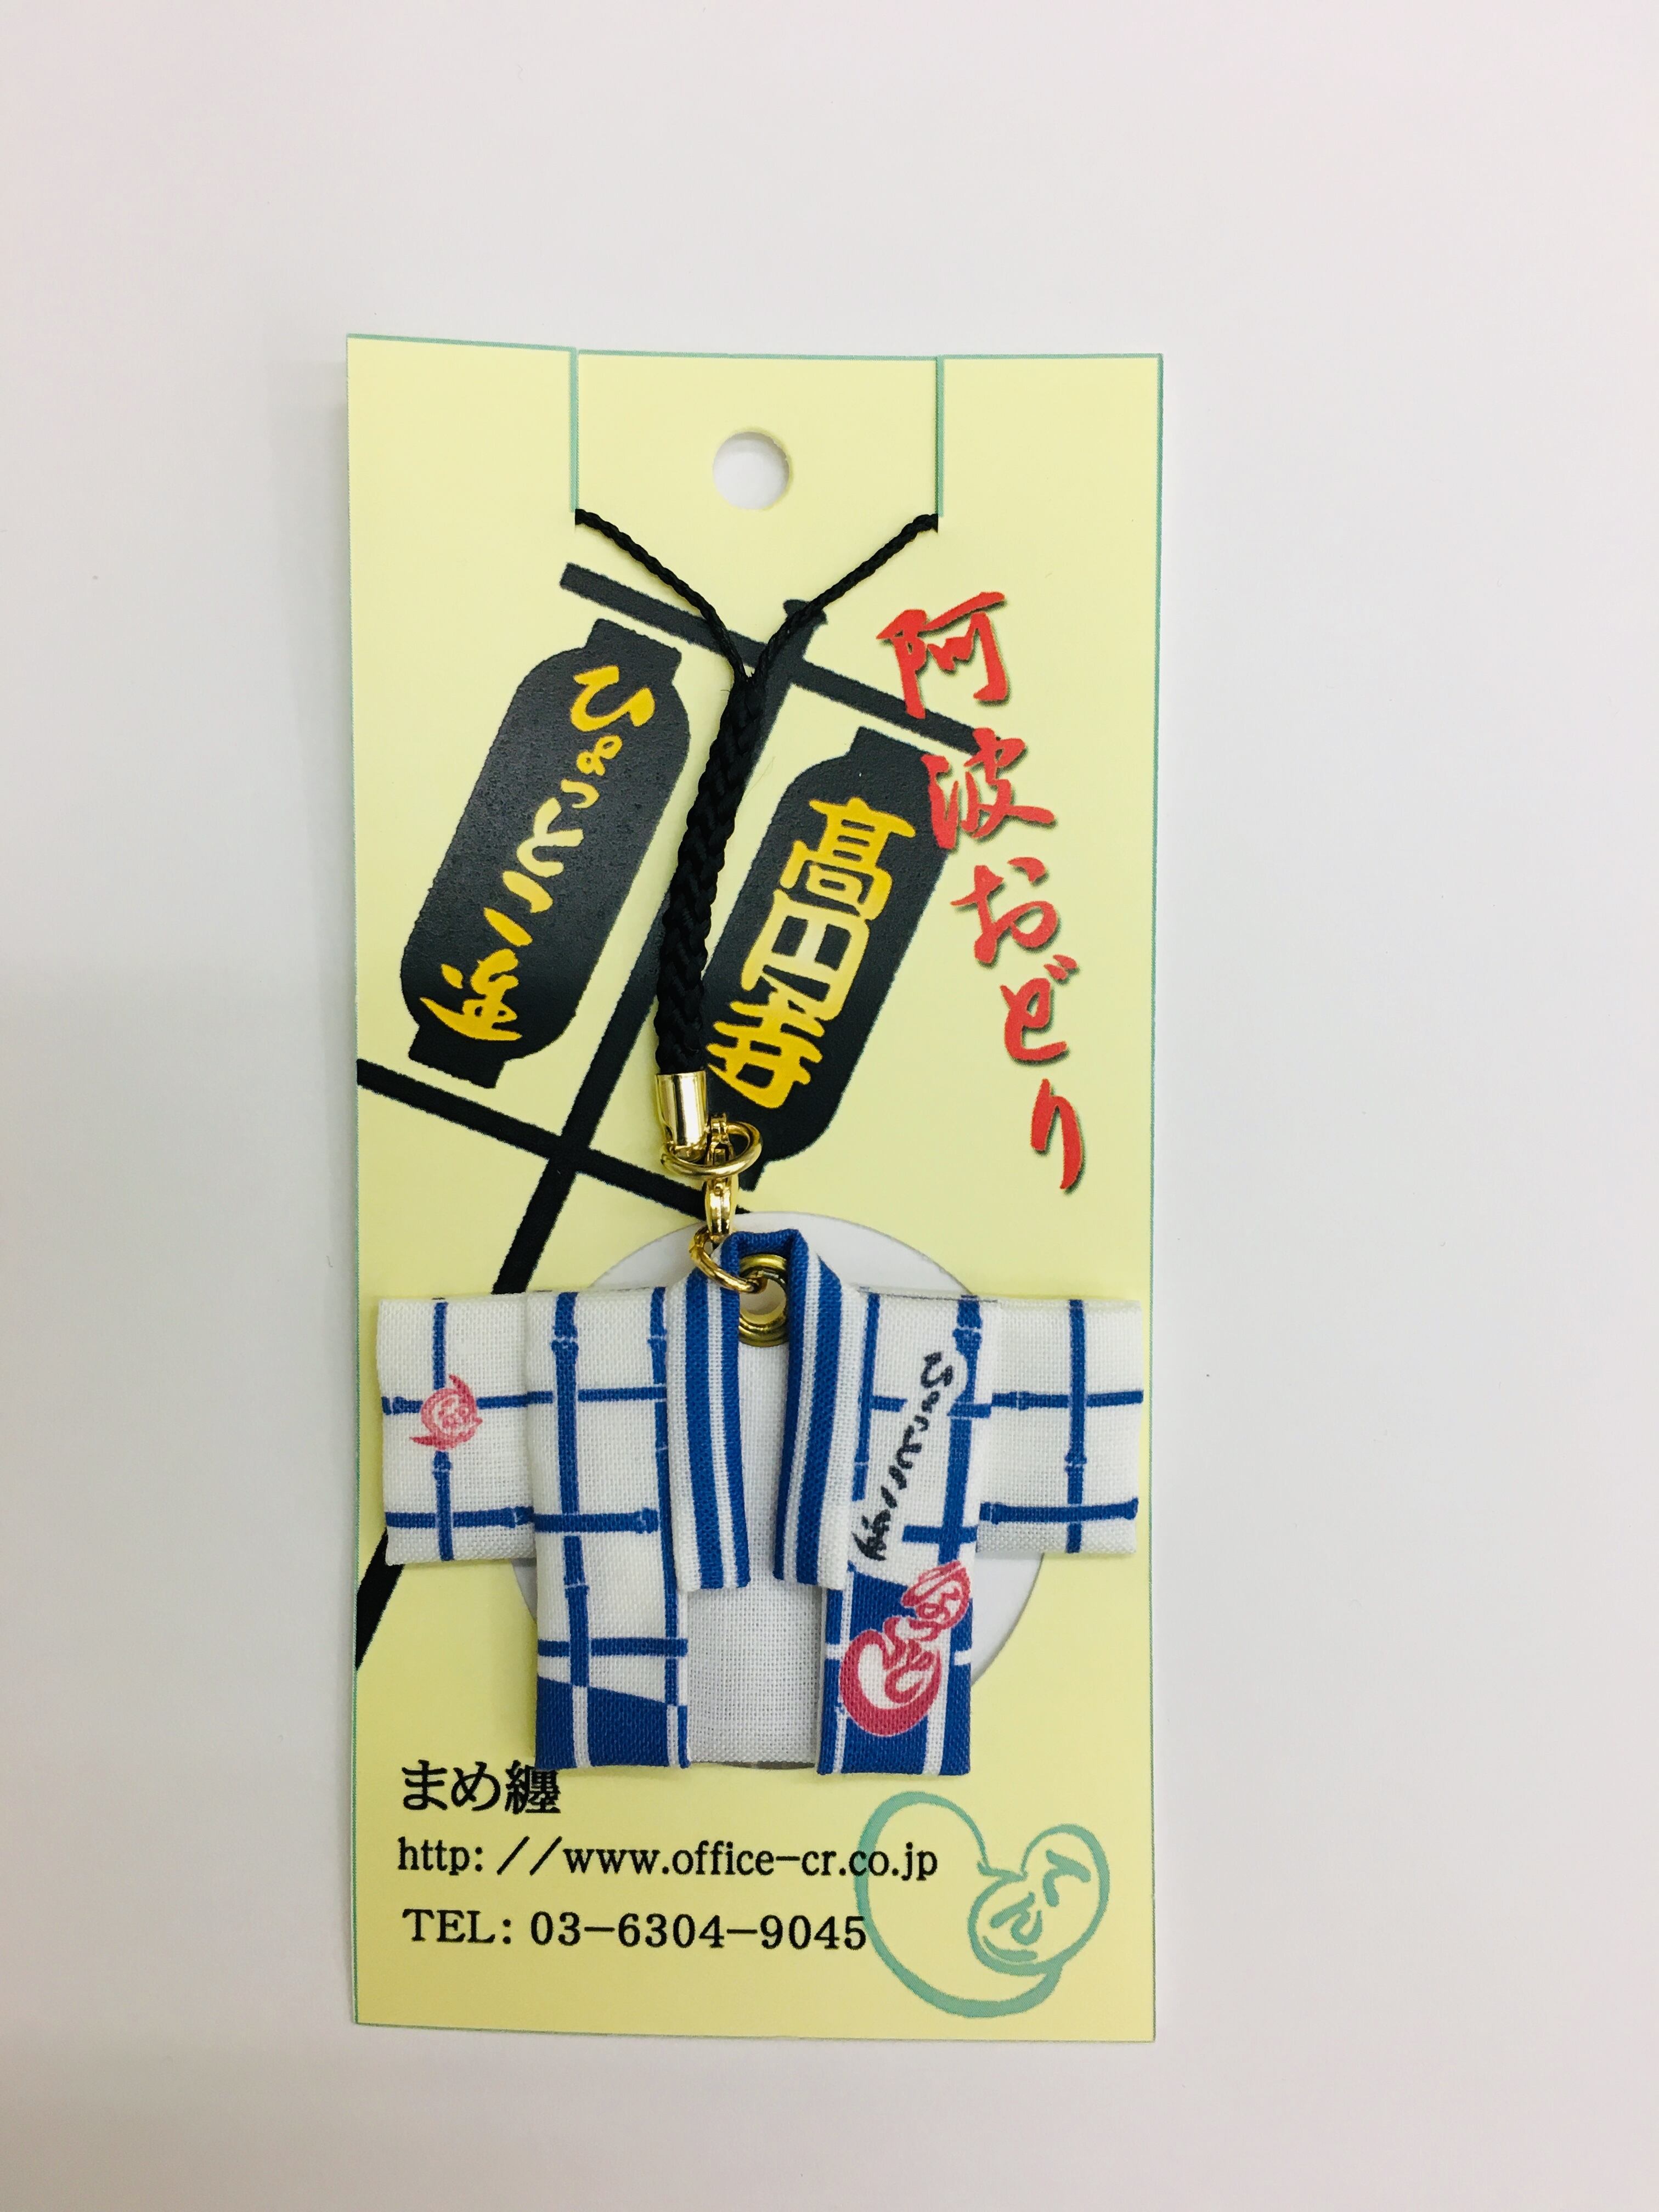 阿波おどり
高円寺
ひょっとこ連
ひょっとこ連
まめ纏
http://www.office-cr.co.jp
TEL: 03-6304-9045